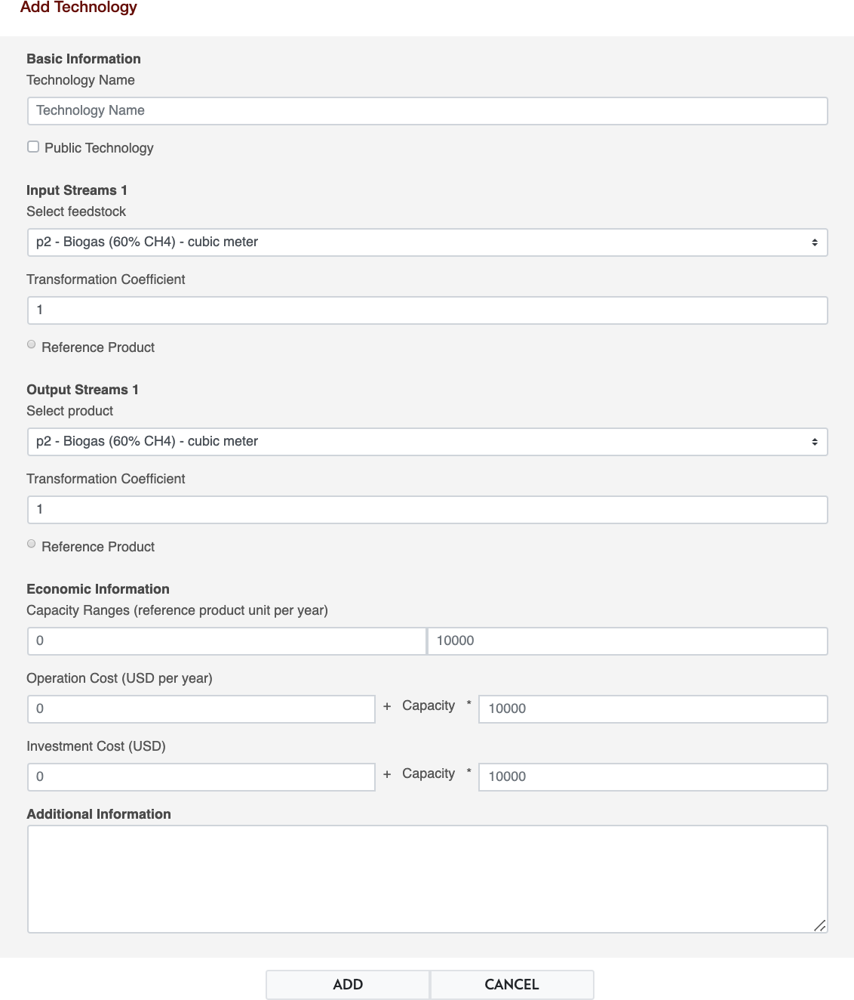 Add Technology
Basic Information
Technology Name
Technology Name
Public Technology
Input Streams 1
Select feedstock
p2 - Biogas (60% CH4) - cubic meter
Transformation Coefficient
1
Reference Product
Output Streams 1
Select product
p2 - Biogas (60% CH4) - cubic meter
Transformation Coefficient
1
Reference Product
Economic Information
Capacity Ranges (reference product unit per year)
0 10000
Operation Cost (USD per year)
0 + Capacity * 10000
Investment Cost (USD)
0 + Capacity * 10000
Additional Information
ADD CANCEL